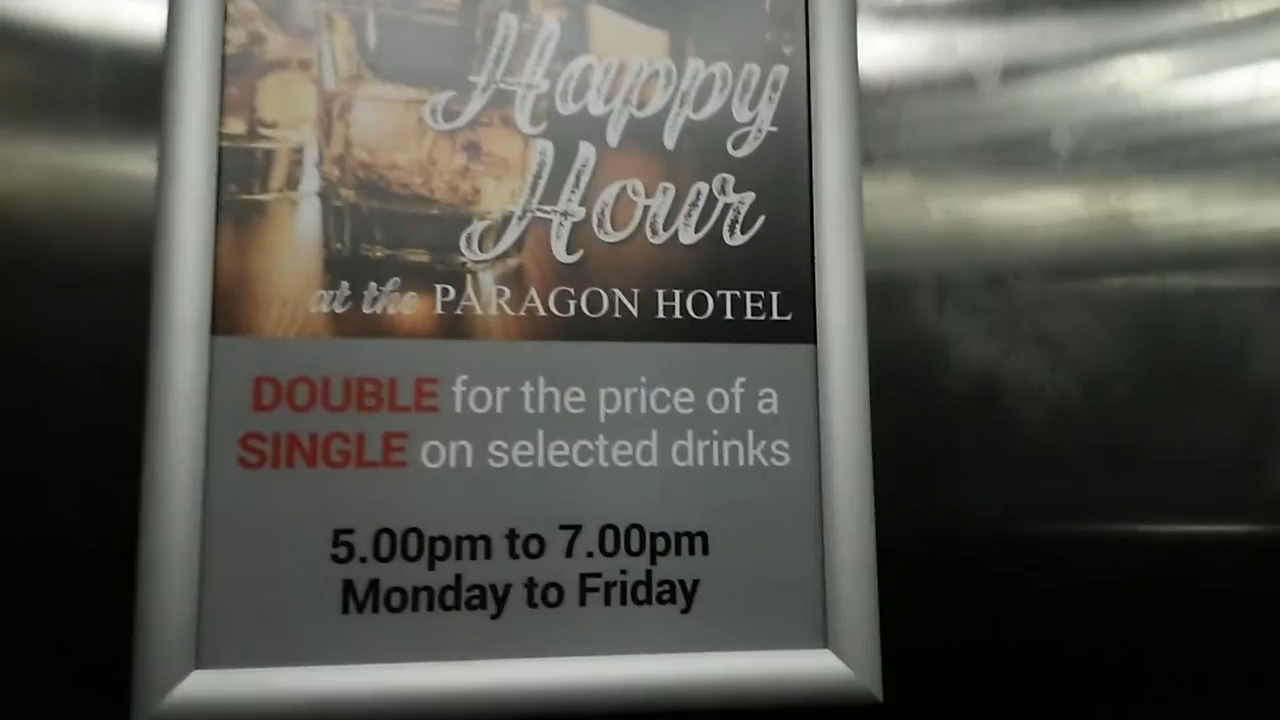 Happy
Hour
at the PARAGON HOTEL
DOUBLE for the price of a
SINGLE on selected drinks
5.00pm to 7.00pm
Monday to Friday